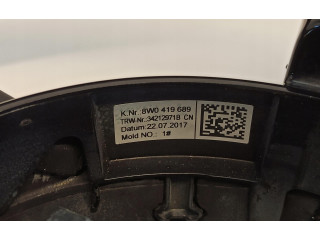 K.Nr. 8W0 419 689
TRW-Nr.:34212971B CN
Datum:22.07.2017
Mold NO.: 1#